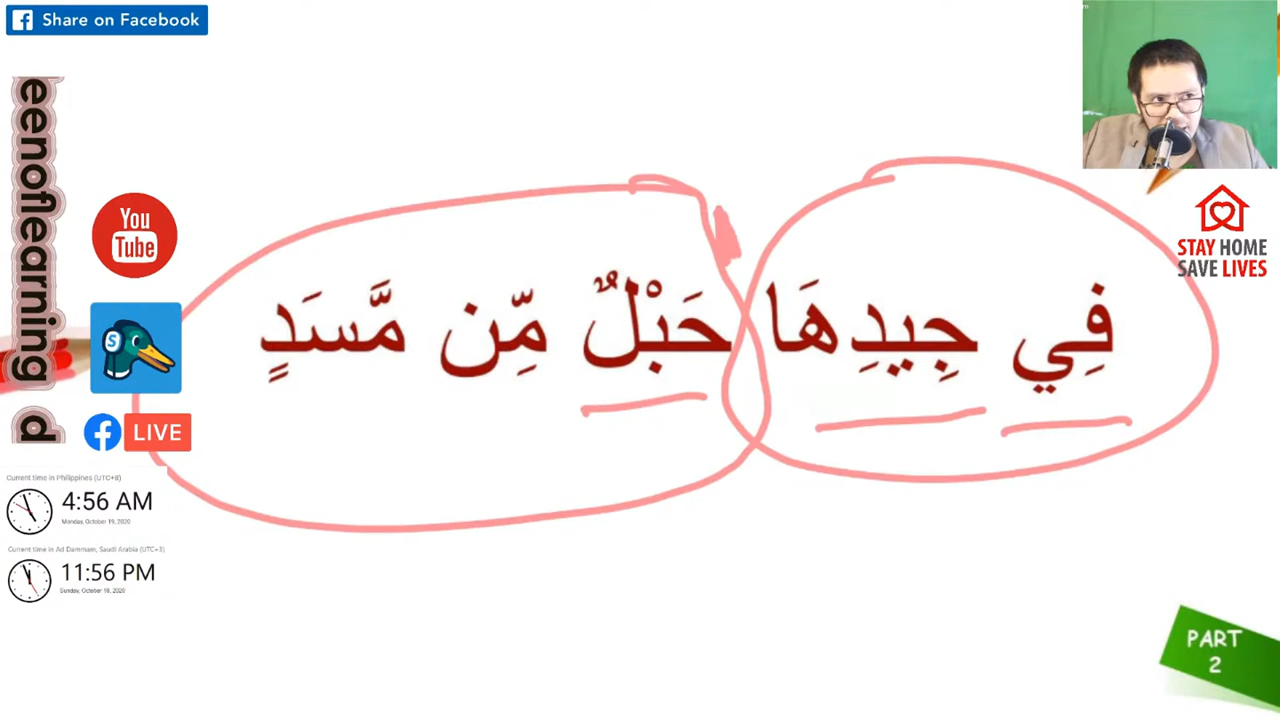 Share on Facebook
eenoflearning d
You
Tube
S
LIVE
Current time in Philippines (UTC+8)
4:56 AM
Monday, October 19, 2020
Current time in Ad Dammam, Saudi Arabia (UTC+3)
11:56 PM
Sunday, October 18, 2020
فِي جِيدِهَا حَبْلٌ مِّن مَّسَدٍ
STAY HOME
SAVE LIVES
PART
2